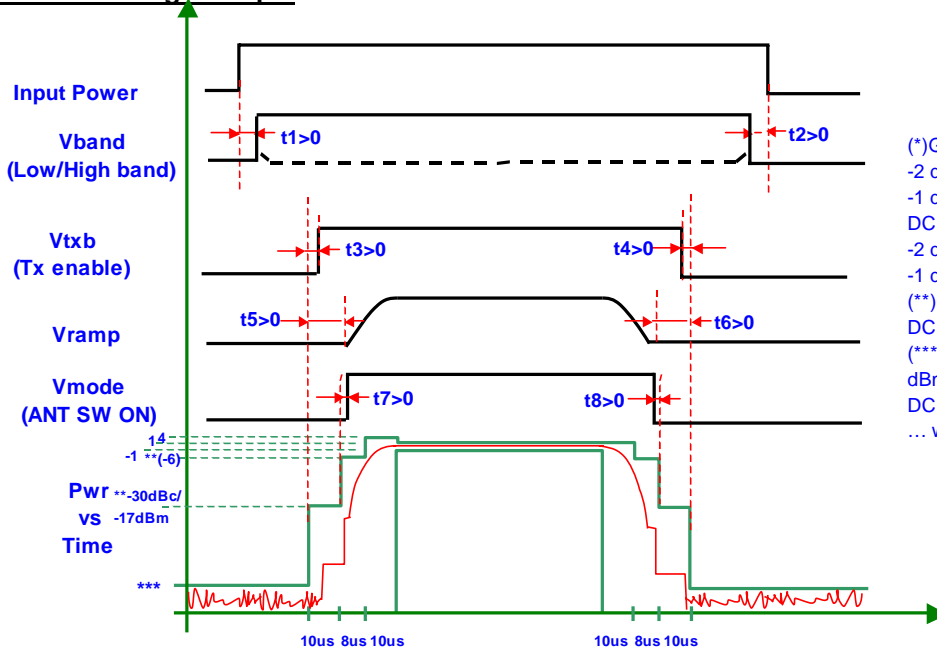 Input Power
Vband
(Low/High band)
t1>0
t2>0
Vtxb
(Tx enable)
t3>0
t4>0
Vramp
t5>0
t6>0
Vmode
(ANT SW ON)
t7>0
t8>0
4
1
-1
**(-6)
Pwr
vs
Time
**-30dBc/
-17dBm
***
10us 8us 10us
10us 8us 10us
-2
-1
DC
-2
-1
(**)
DC
(***
DC
…